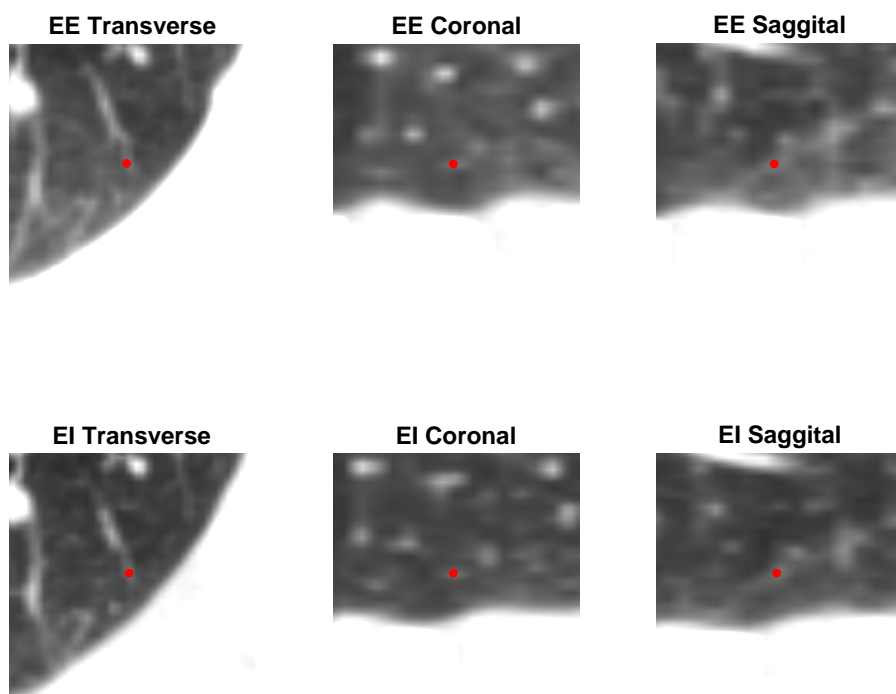 EE Transverse
EE Coronal
EE Saggital
EI Transverse
EI Coronal
EI Saggital